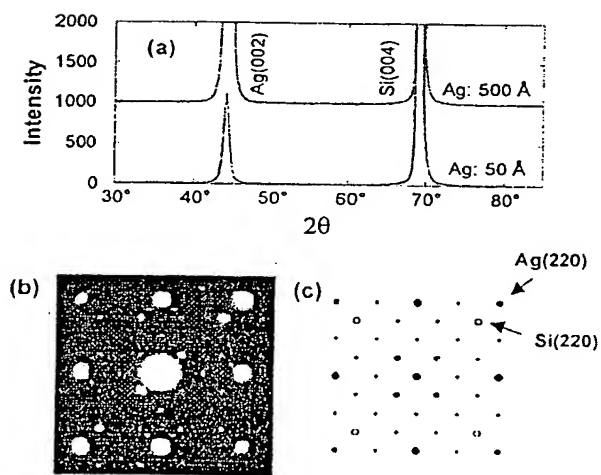 (a)
Intensity
2000
1500
1000
500
0
Ag(002)
Si(004)
Ag: 500 Å
Ag: 50 Å
30° 40° 50° 60° 70° 80°
2θ
(b)
(c)
Ag(220)
Si(220)